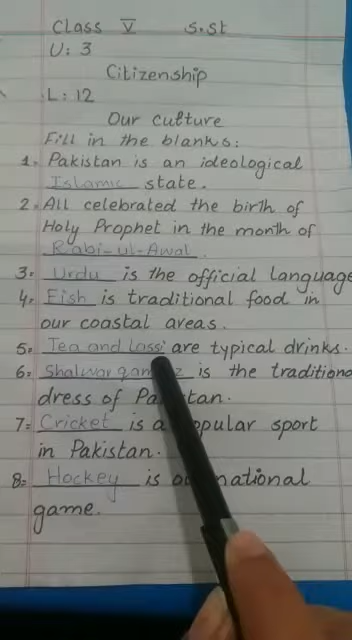 Class V S.St
U: 3
Citizenship
L: 12
Our culture
Fill in the blanks:
1. Pakistan is an ideological
Islamic state.
2. All celebrated the birth of
Holy Prophet in the month of
Rabi-ul-Awal.
3. Urdu is the official language
4. Fish is traditional food in
our coastal areas.
5. Tea and Lassi are typical drinks.
6. Shalwar is the
dress of
7. Cricket is a popular sport
in Pakistan.
8. Hockey is national
game.